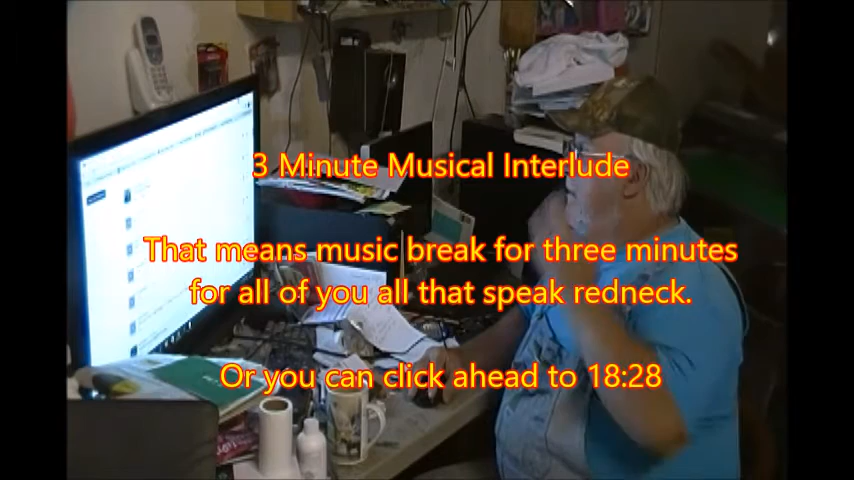 3 Minute Musical Interlude
That means music break for three minutes
for all of you all that speak redneck.
Or you can click ahead to 18:28